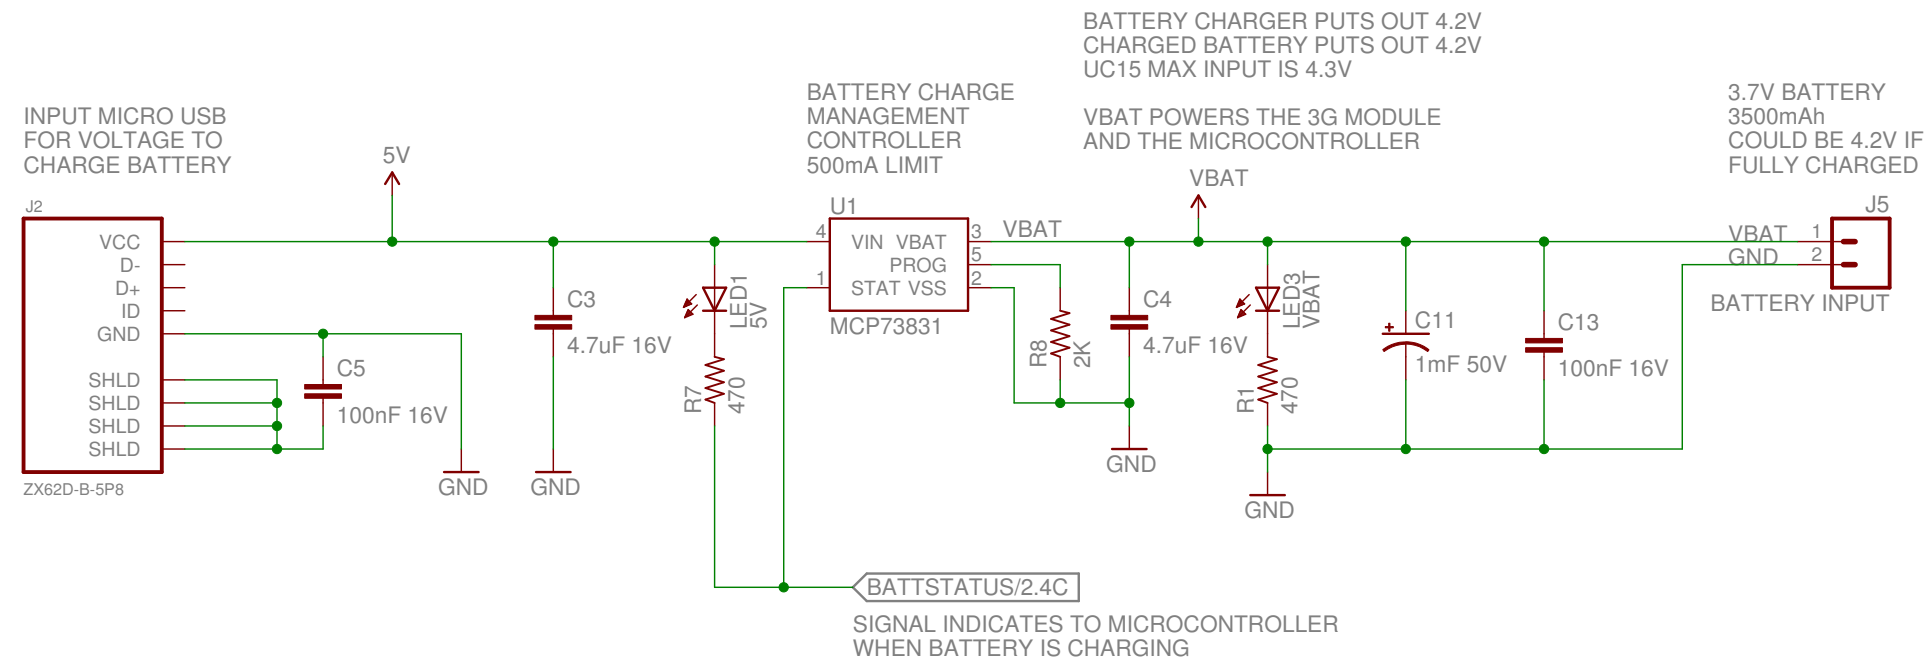 BATTERY CHARGER PUTS OUT 4.2V
CHARGED BATTERY PUTS OUT 4.2V
UC15 MAX INPUT IS 4.3V
VBAT POWERS THE 3G MODULE
AND THE MICROCONTROLLER
INPUT MICRO USB
FOR VOLTAGE TO
CHARGE BATTERY
BATTERY CHARGE
MANAGEMENT
CONTROLLER
500mA LIMIT
3.7V BATTERY
3500mAh
COULD BE 4.2V IF
FULLY CHARGED
5V
VBAT
J2
VCC
D-
D+
ID
GND
SHLD
SHLD
SHLD
SHLD
ZX62D-B-5P8
C5
100nF 16V
GND
C3
4.7uF 16V
GND
LED1
5V
R7
470
U1
4
VIN VBAT
3
VBAT
PROG
5
1
STAT VSS
2
MCP73831
R8
2K
C4
4.7uF 16V
GND
LED3
VBAT
R1
470
GND
C11
1mF 50V
C13
100nF 16V
J5
VBAT
1
GND
2
BATTERY INPUT
BATTSTATUS/2.4C
SIGNAL INDICATES TO MICROCONTROLLER
WHEN BATTERY IS CHARGING